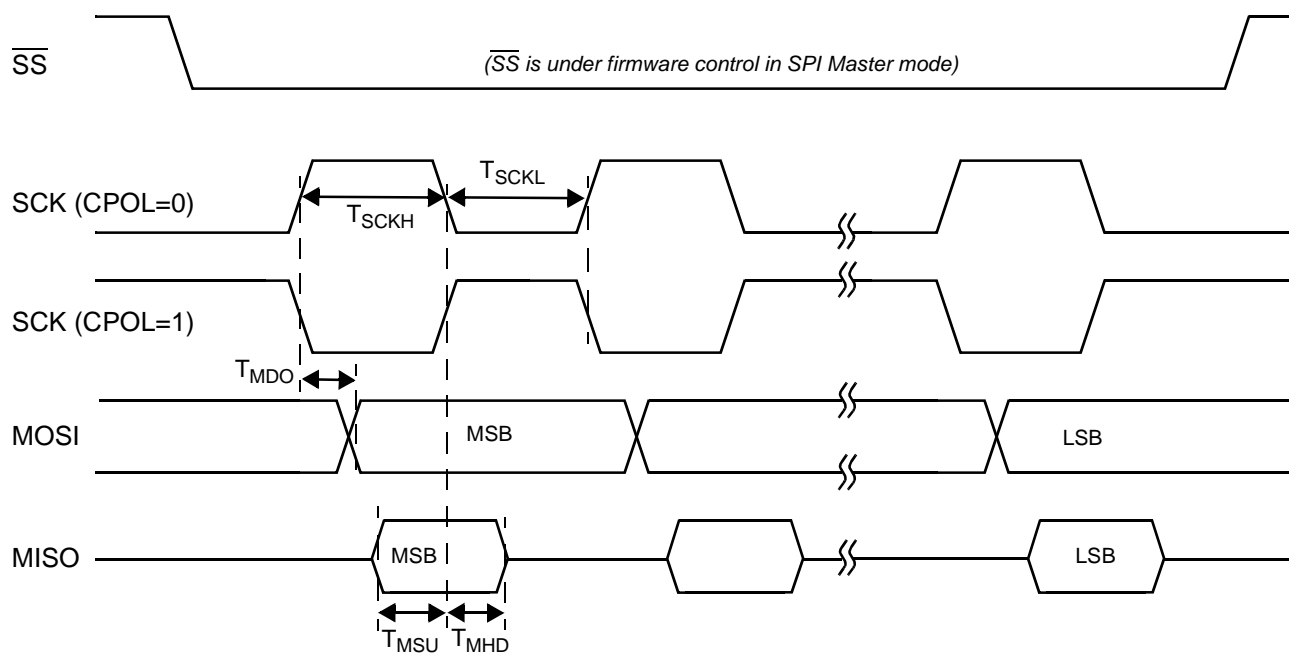 SS
(SS is under firmware control in SPI Master mode)
SCK (CPOL=0)
TSCKH
TSCKL
SCK (CPOL=1)
TMDO
MOSI
MSB
LSB
MISO
MSB
LSB
TMSU
TMHD